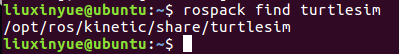 liuxinyue@ubuntu:~$ rospack find turtlesim
/opt/ros/kinetic/share/turtlesim
liuxinyue@ubuntu:~$